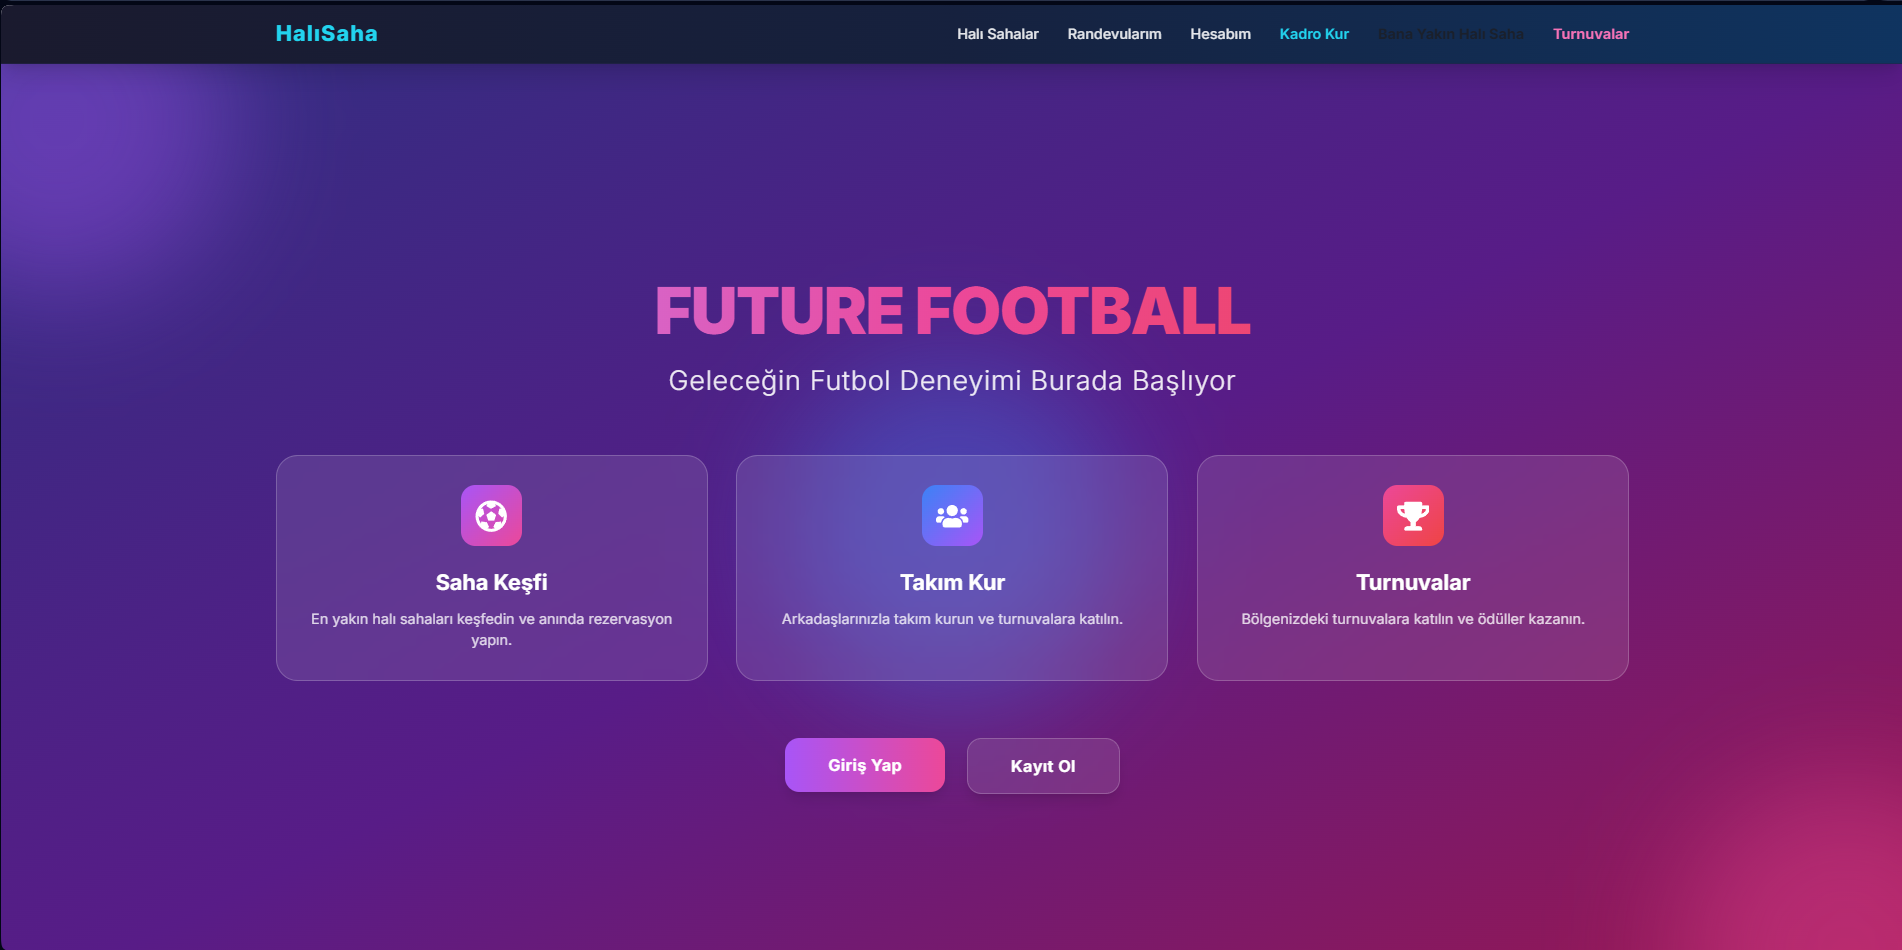 HalıSaha
Halı Sahalar Randevularım Hesabım Kadro Kur Bana Yakın Halı Saha Turnuvalar
FUTURE FOOTBALL
Geleceğin Futbol Deneyimi Burada Başlıyor
Saha Keşfi
En yakın halı sahaları keşfedin ve anında rezervasyon
yapın.
Takım Kur
Arkadaşlarınızla takım kurun ve turnuvalara katılın.
Turnuvalar
Bölgenizdeki turnuvalara katılın ve ödüller kazanın.
Giriş Yap
Kayıt Ol